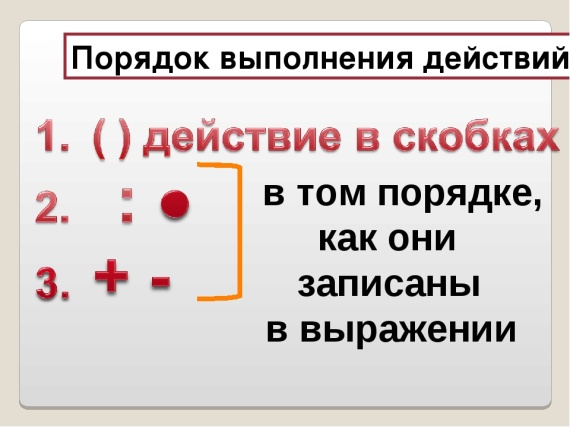 Порядок выполнения действий
1. ( ) действие в скобках
2. : •
3. + -
в том порядке,
как они
записаны
в выражении